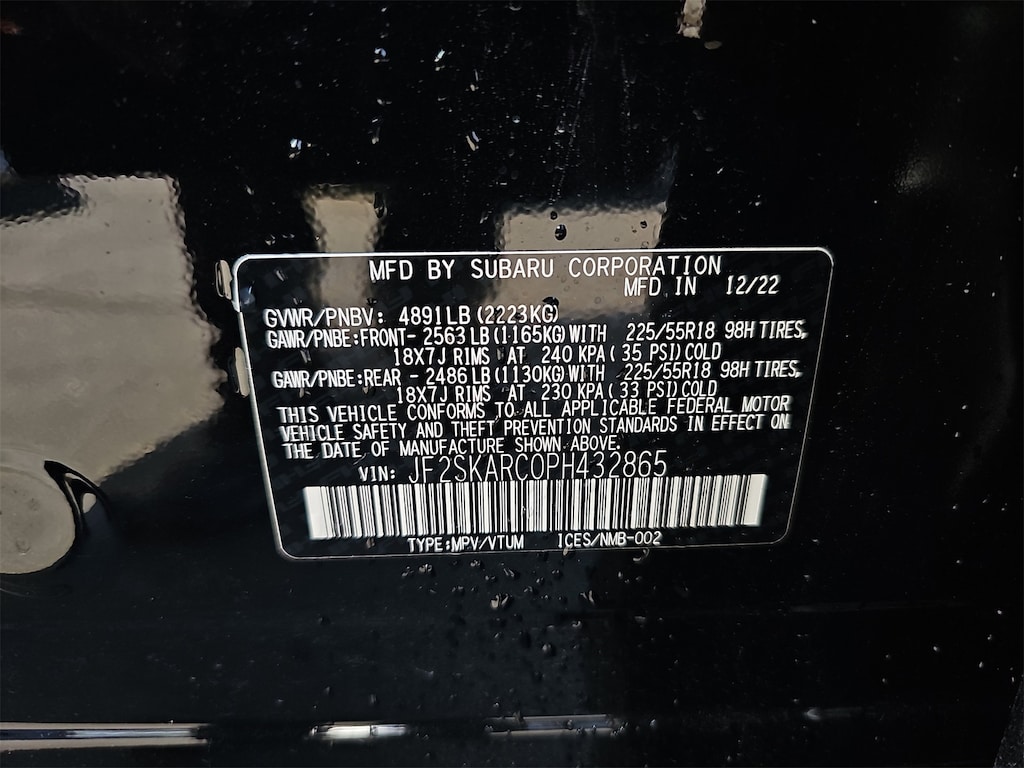 MFD BY SUBARU CORPORATION
MFD IN 12/22
GVWR/PNBV: 4891LB (2223KG)
GAWR/PNBE:FRONT- 2563LB (1165KG) WITH 225/55R18 98H TIRES,
18X7J RIMS AT 240 KPA ( 35 PSI) COLD
GAWR/PNBE:REAR - 2486LB (1130KG) WITH 225/55R18 98H TIRES,
18X7J RIMS AT 230 KPA ( 33 PSI) COLD
THIS VEHICLE CONFORMS TO ALL APPLICABLE FEDERAL MOTOR
VEHICLE SAFETY AND THEFT PREVENTION STANDARDS IN EFFECT ON
THE DATE OF MANUFACTURE SHOWN ABOVE.
VIN: JF2SKARC0PH432865
TYPE:MPV/VTUM ICES/NMB-002